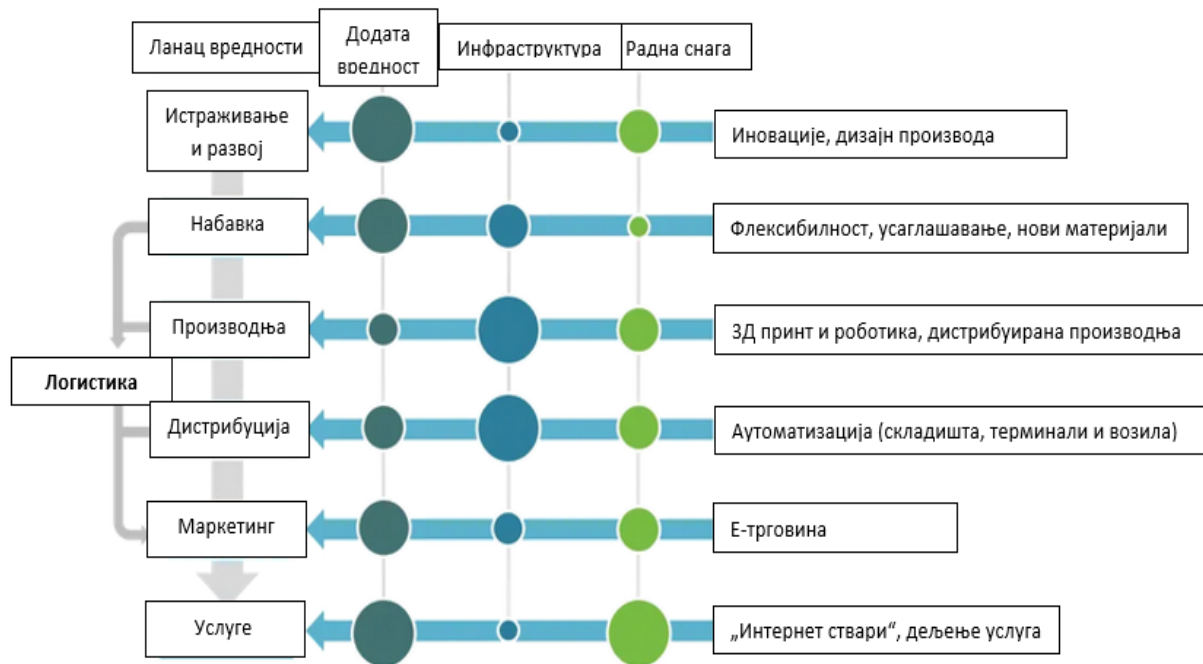 Ланац вредности
Додата
вредност
Инфраструктура
Радна снага
Истраживање
и развој
Иновације, дизајн производа
Набавка
Флексибилност, усаглашавање, нови материјали
Производња
3Д принт и роботика, дистрибуирана производња
Логистика
Дистрибуција
Аутоматизација (складишта, терминали и возила)
Маркетинг
Е-трговина
Услуге
„Интернет ствари“, дељење услуга